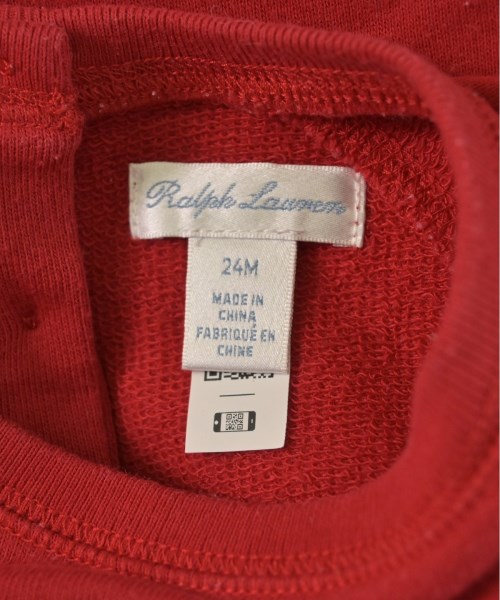 Ralph Lauren
24M
MADE IN
CHINA
FABRIQUÉ EN
CHINE